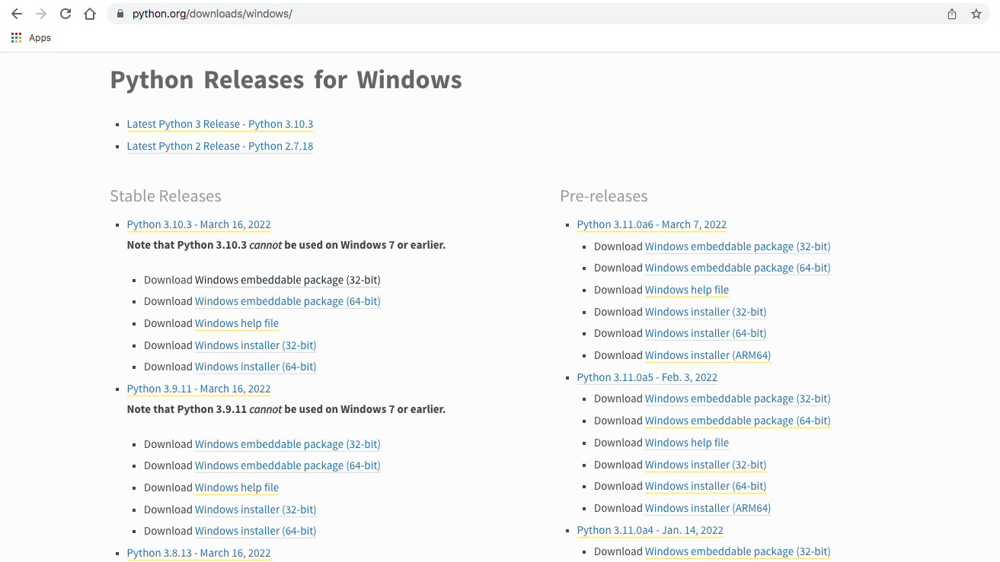 python.org/downloads/windows/
Apps
Python Releases for Windows
Latest Python 3 Release - Python 3.10.3
Latest Python 2 Release - Python 2.7.18
Stable Releases
Python 3.10.3 - March 16, 2022
Note that Python 3.10.3 cannot be used on Windows 7 or earlier.
Download Windows embeddable package (32-bit)
Download Windows embeddable package (64-bit)
Download Windows help file
Download Windows installer (32-bit)
Download Windows installer (64-bit)
Python 3.9.11 - March 16, 2022
Note that Python 3.9.11 cannot be used on Windows 7 or earlier.
Download Windows embeddable package (32-bit)
Download Windows embeddable package (64-bit)
Download Windows help file
Download Windows installer (32-bit)
Download Windows installer (64-bit)
Python 3.8.13 - March 16, 2022
Pre-releases
Python 3.11.0a6 - March 7, 2022
Download Windows embeddable package (32-bit)
Download Windows embeddable package (64-bit)
Download Windows help file
Download Windows installer (32-bit)
Download Windows installer (64-bit)
Download Windows installer (ARM64)
Python 3.11.0a5 - Feb. 3, 2022
Download Windows embeddable package (32-bit)
Download Windows embeddable package (64-bit)
Download Windows help file
Download Windows installer (32-bit)
Download Windows installer (64-bit)
Download Windows installer (ARM64)
Python 3.11.0a4 - Jan. 14, 2022
Download Windows embeddable package (32-bit)